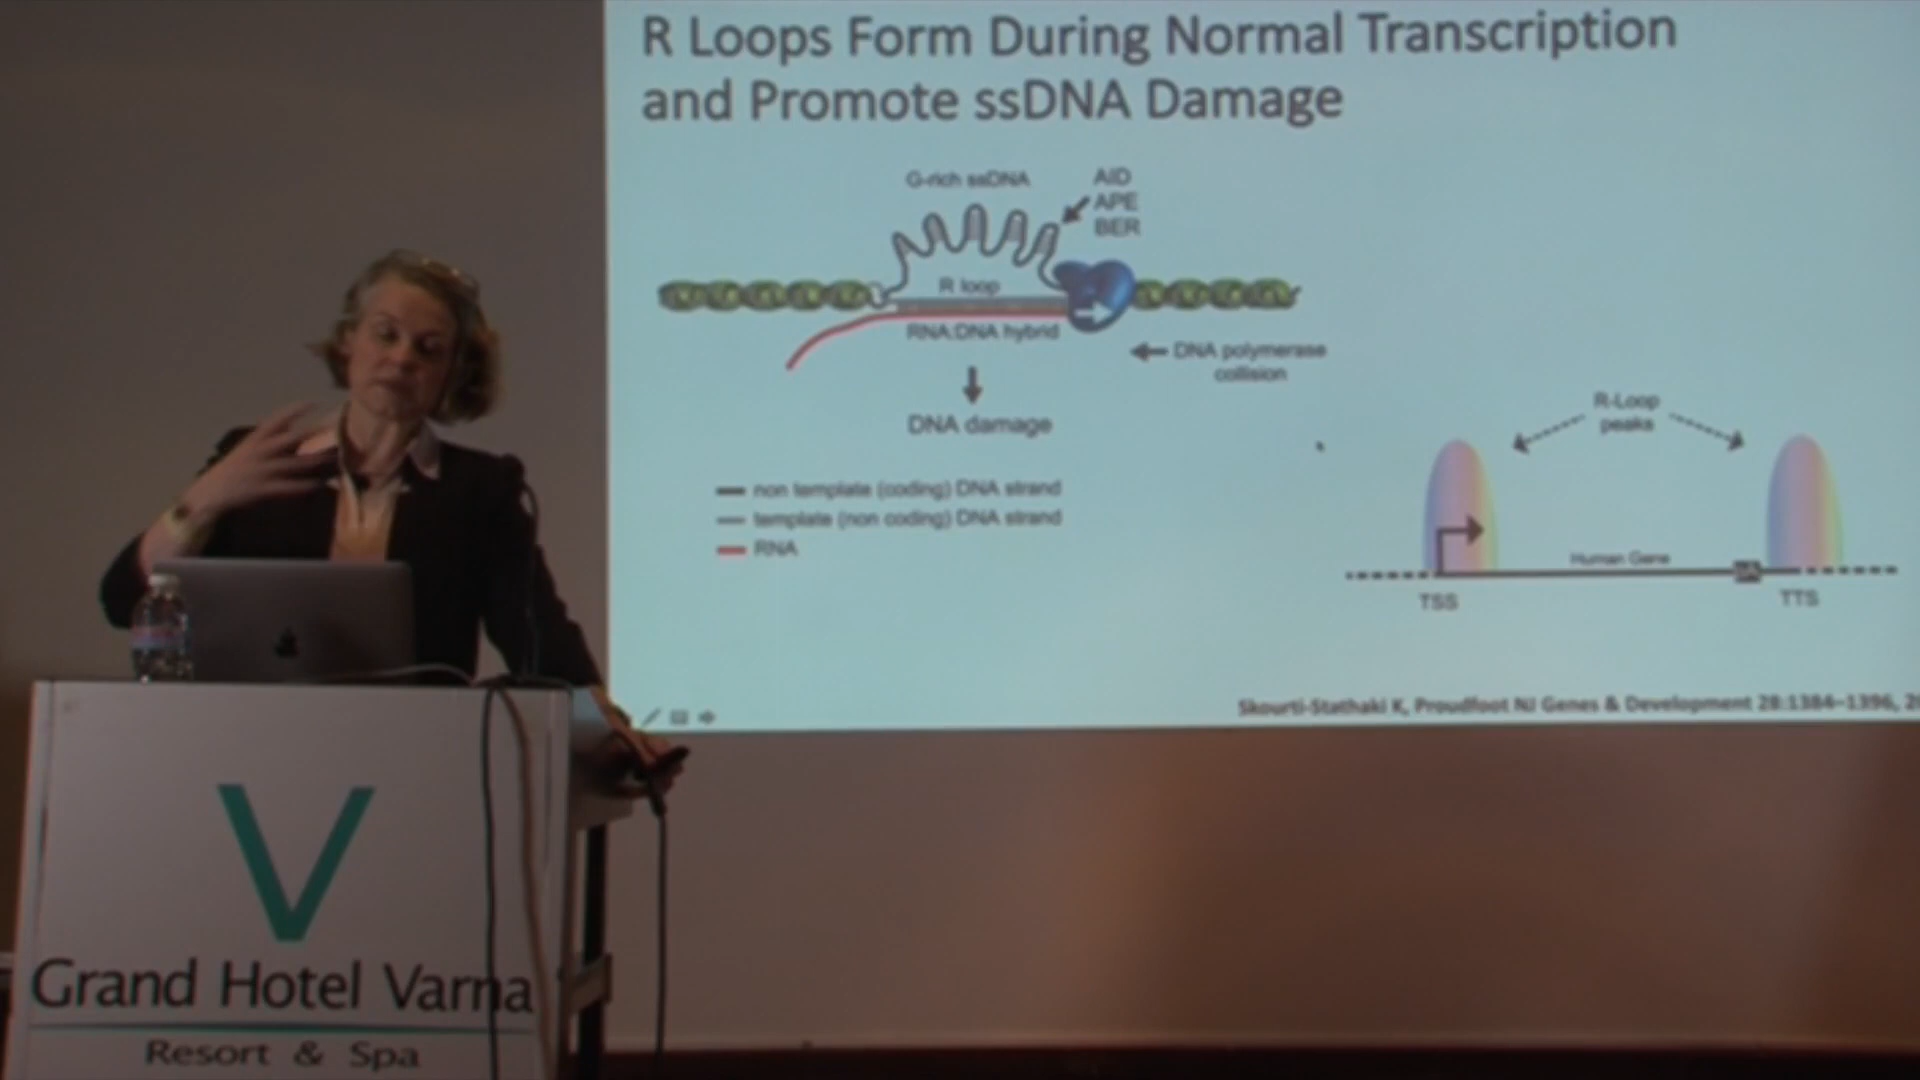 R Loops Form During Normal Transcription
and Promote ssDNA Damage
G-rich ssDNA
AID
APE
BER
R loop
RNA:DNA hybrid
DNA polymerase
collision
DNA damage
non template (coding) DNA strand
template (non coding) DNA strand
RNA
R-Loop
peaks
Human Gene
TSS
TTS
Skourti-Stathaki K, Proudfoot NJ Genes & Development 28:1384–1396,
V
Grand Hotel Varna
Resort & Spa